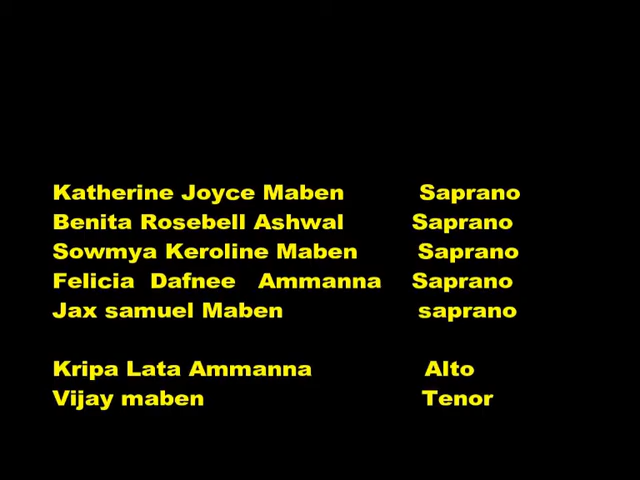 Katherine Joyce Maben Saprano
Benita Rosebell Ashwal Saprano
Sowmya Keroline Maben Saprano
Felicia Dafnee Ammanna Saprano
Jax samuel Maben saprano
Kripa Lata Ammanna Alto
Vijay maben Tenor